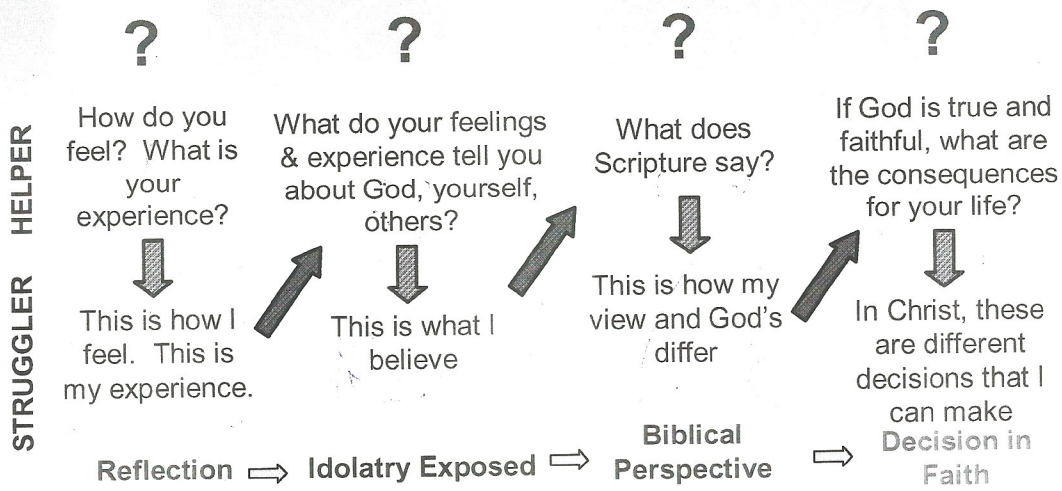 ?
?
?
?
HELPER
How do you
feel? What is
your
experience?
What do your feelings
& experience tell you
about God, yourself,
others?
What does
Scripture say?
If God is true and
faithful, what are
the consequences
for your life?
STRUGGLER
This is how I
feel. This is
my experience.
This is what I
believe
This is how my
view and God's
differ
In Christ, these
are different
decisions that I
can make
Reflection
Idolatry Exposed
Biblical
Perspective
Decision in
Faith